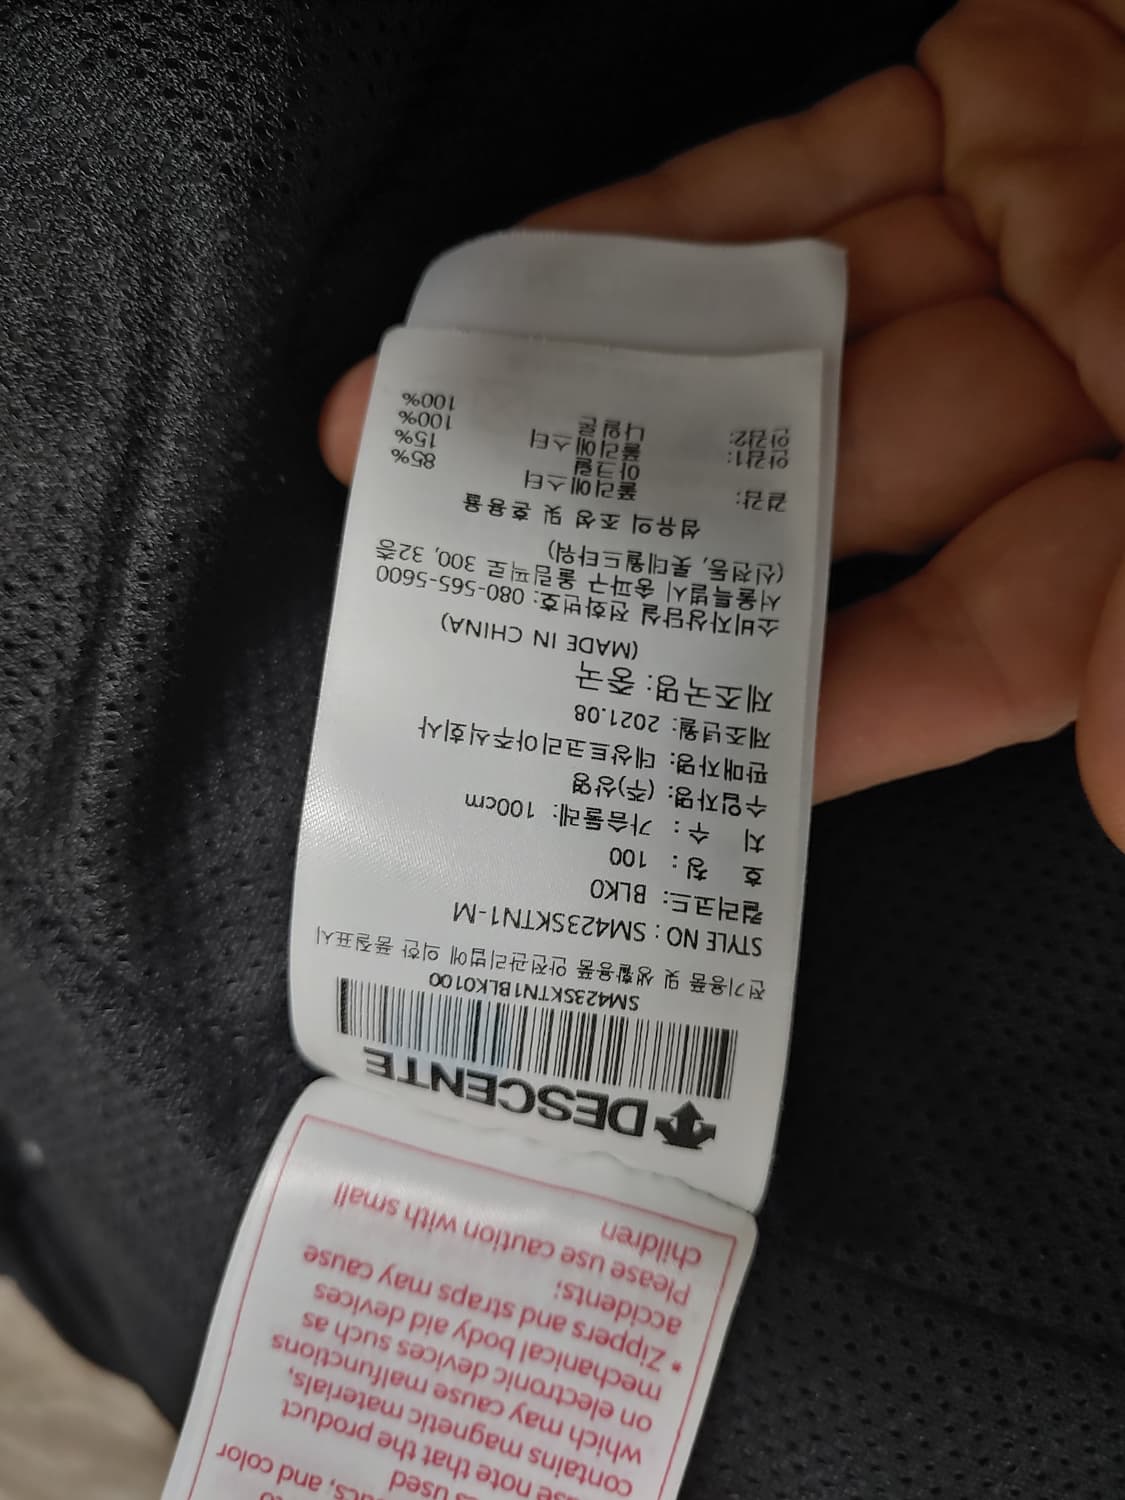 DESCENTE
SM423SKTN1BLK0100
전기용품 및 생활용품 안전관리법에 의한 품질표시
STYLE NO : SM423SKTN1-M
컬러코드: BLK0
호 칭 : 100
치 수 : 가슴둘레: 100cm
수입자명: (주)상영
판매자명: 데상트코리아주식회사
제조년월: 2021.08
제조국명: 중국
(MADE IN CHINA)
소비자상담실 전화번호: 080-565-5600
서울특별시 송파구 올림픽로 300, 32층
(신천동, 롯데월드타워)
섬유의 조성 및 혼용율
겉감: 폴리에스터 85%
아크릴 15%
안감1: 폴리에스터 100%
안감2: 나일론 100%
and color
used
note that the product
contains magnetic materials,
which may cause malfunctions
on electronic devices such as
mechanical body aid devices
* Zippers and straps may cause
accidents;
Please use caution with small
children